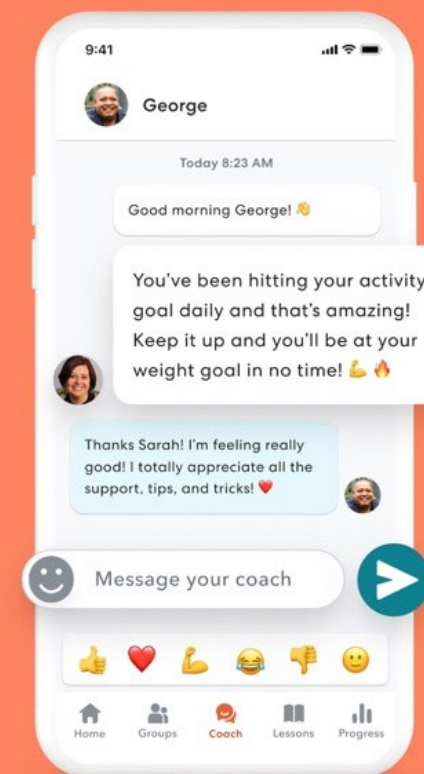 9:41
George
Today 8:23 AM
Good morning George! 👋
You've been hitting your activity
goal daily and that's amazing!
Keep it up and you'll be at your
weight goal in no time! 💪🔥
Thanks Sarah! I'm feeling really
good! I totally appreciate all the
support, tips, and tricks! ❤️
Message your coach
Home Groups Coach Lessons Progress